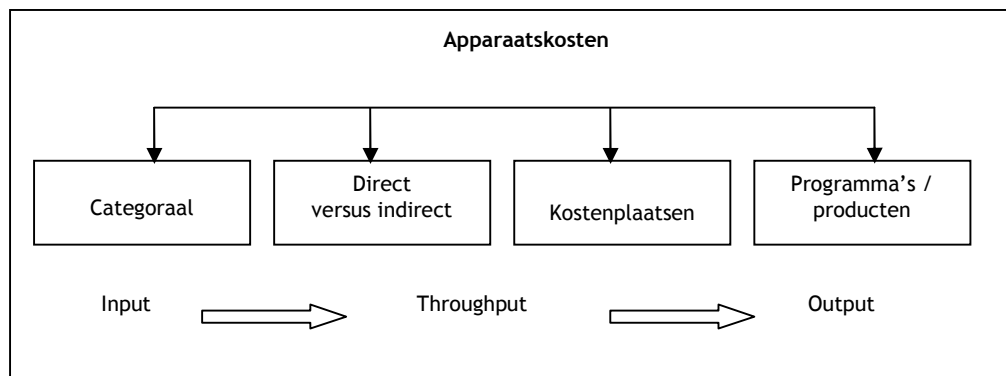 Apparaatskosten
Categoraal
Direct
versus indirect
Kostenplaatsen
Programma's /
producten
Input
Throughput
Output